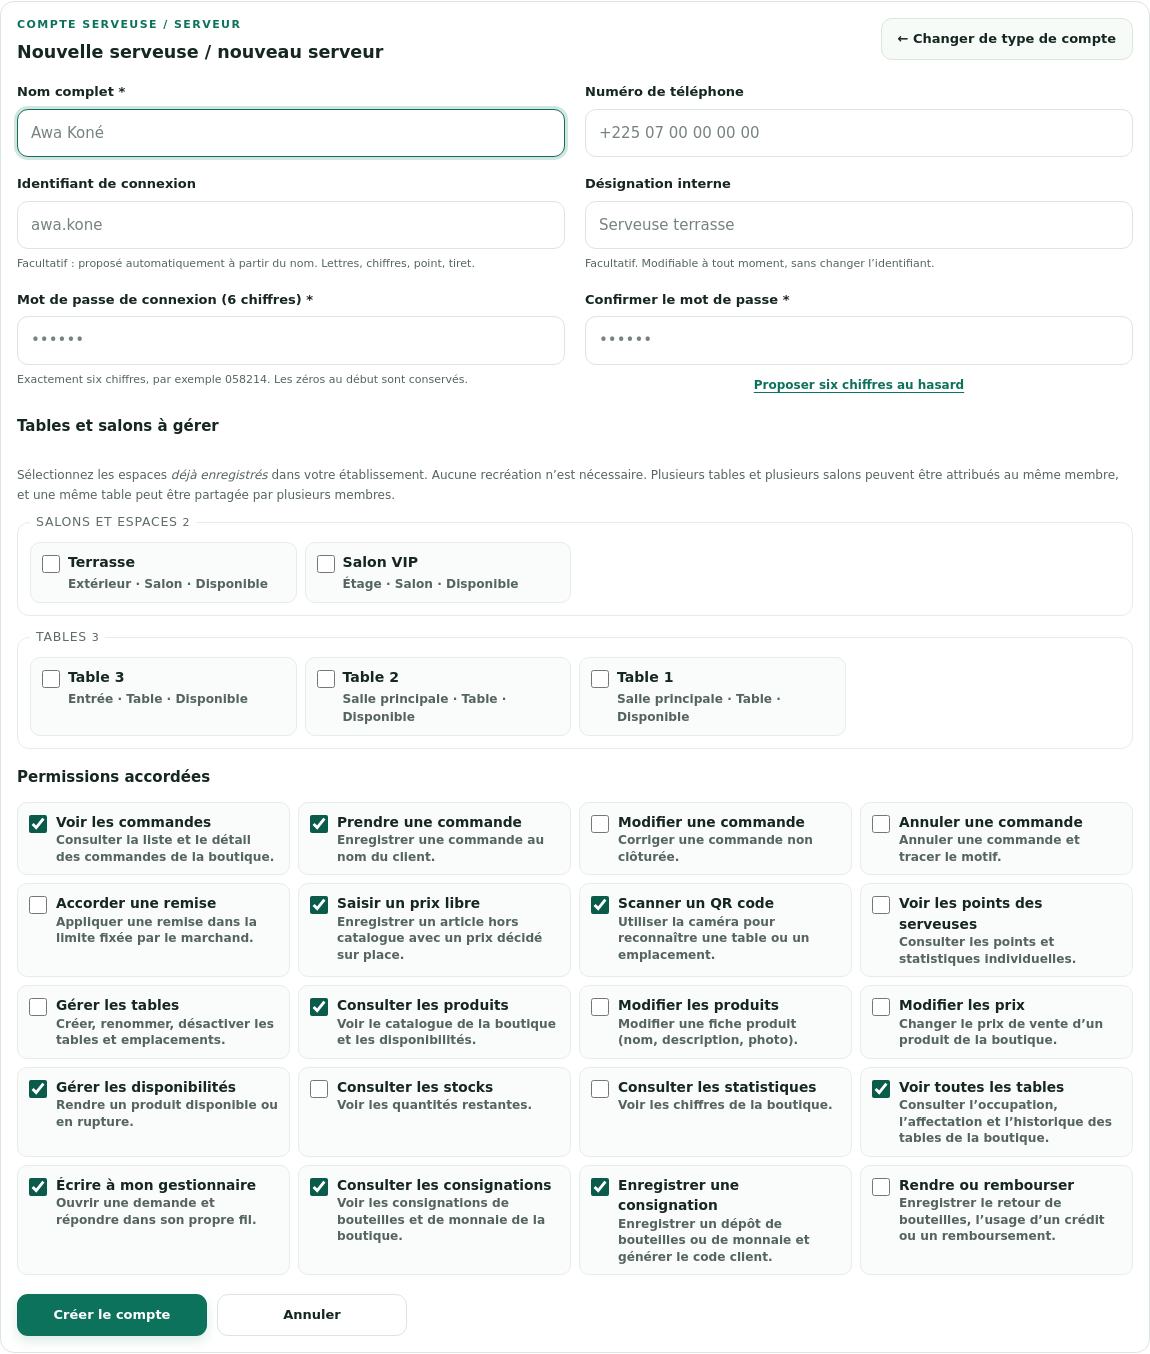 COMPTE SERVEUSE / SERVEUR
Nouvelle serveuse / nouveau serveur
← Changer de type de compte
Nom complet *
Numéro de téléphone
Awa Koné
+225 07 00 00 00 00
Identifiant de connexion
Désignation interne
awa.kone
Serveuse terrasse
Facultatif : proposé automatiquement à partir du nom. Lettres, chiffres, point, tiret.
Facultatif. Modifiable à tout moment, sans changer l’identifiant.
Mot de passe de connexion (6 chiffres) *
Confirmer le mot de passe *
••••••
••••••
Exactement six chiffres, par exemple 058214. Les zéros au début sont conservés.
Proposer six chiffres au hasard
Tables et salons à gérer
Sélectionnez les espaces déjà enregistrés dans votre établissement. Aucune recréation n’est nécessaire. Plusieurs tables et plusieurs salons peuvent être attribués au même membre,
et une même table peut être partagée par plusieurs membres.
SALONS ET ESPACES 2
Terrasse
Extérieur · Salon · Disponible
Salon VIP
Étage · Salon · Disponible
TABLES 3
Table 3
Entrée · Table · Disponible
Table 2
Salle principale · Table ·
Disponible
Table 1
Salle principale · Table ·
Disponible
Permissions accordées
Voir les commandes
Consulter la liste et le détail
des commandes de la boutique.
Prendre une commande
Enregistrer une commande au
nom du client.
Modifier une commande
Corriger une commande non
clôturée.
Annuler une commande
Annuler une commande et
tracer le motif.
Accorder une remise
Appliquer une remise dans la
limite fixée par le marchand.
Saisir un prix libre
Enregistrer un article hors
catalogue avec un prix décidé
sur place.
Scanner un QR code
Utiliser la caméra pour
reconnaître une table ou un
emplacement.
Voir les points des
serveuses
Consulter les points et
statistiques individuelles.
Gérer les tables
Créer, renommer, désactiver les
tables et emplacements.
Consulter les produits
Voir le catalogue de la boutique
et les disponibilités.
Modifier les produits
Modifier une fiche produit
(nom, description, photo).
Modifier les prix
Changer le prix de vente d’un
produit de la boutique.
Gérer les disponibilités
Rendre un produit disponible ou
en rupture.
Consulter les stocks
Voir les quantités restantes.
Consulter les statistiques
Voir les chiffres de la boutique.
Voir toutes les tables
Consulter l’occupation,
l’affectation et l’historique des
tables de la boutique.
Écrire à mon gestionnaire
Ouvrir une demande et
répondre dans son propre fil.
Consulter les consignations
Voir les consignations de
bouteilles et de monnaie de la
boutique.
Enregistrer une
consignation
Enregistrer un dépôt de
bouteilles ou de monnaie et
générer le code client.
Rendre ou rembourser
Enregistrer le retour de
bouteilles, l’usage d’un crédit
ou un remboursement.
Créer le compte
Annuler